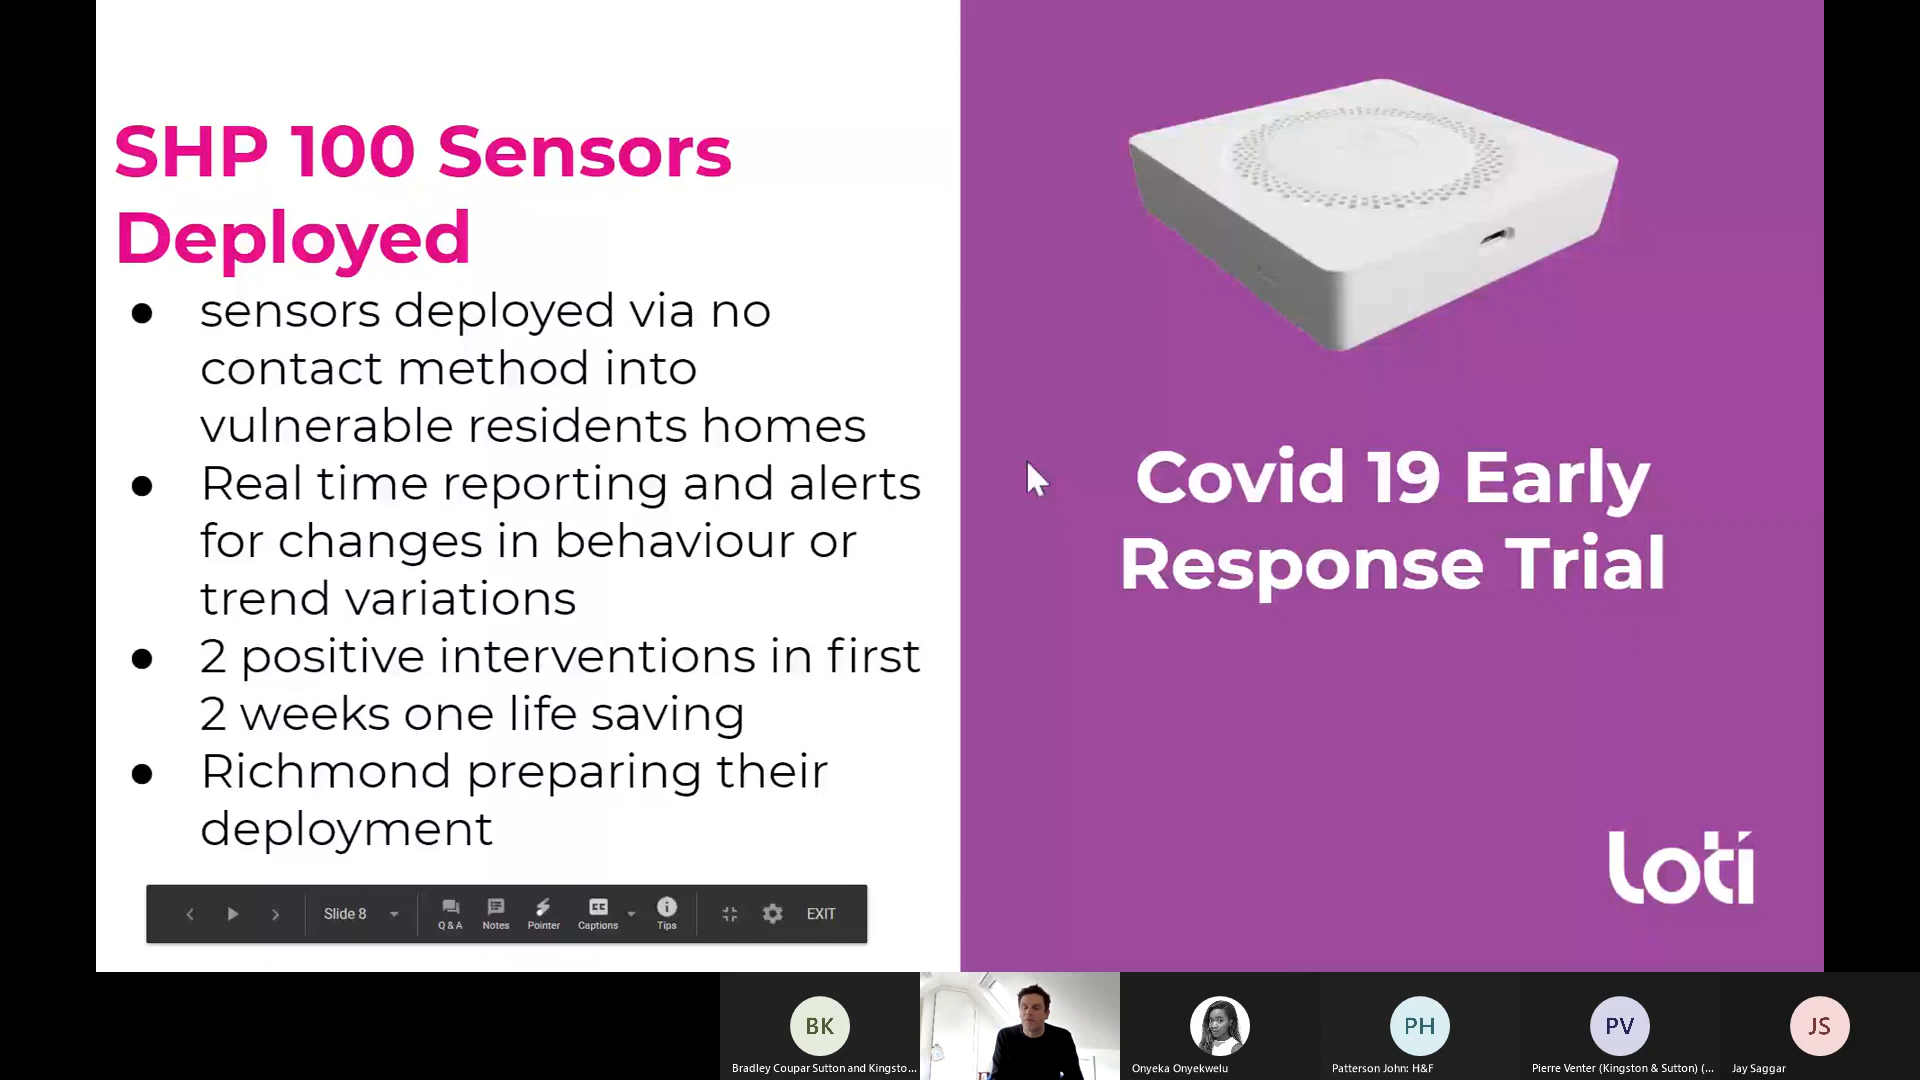 SHP 100 Sensors
Deployed
● sensors deployed via no
contact method into
vulnerable residents homes
● Real time reporting and alerts
for changes in behaviour or
trend variations
● 2 positive interventions in first
2 weeks one life saving
● Richmond preparing their
deployment
Covid 19 Early
Response Trial
loti
Slide 8
Q & A
Notes
Pointer
CC
Captions
Tips
EXIT
BK
Bradley Coupar Sutton and Kingsto...
Onyeka Onyekwelu
PH
Patterson John: H&F
PV
Pierre Venter (Kingston & Sutton) (...
JS
Jay Saggar